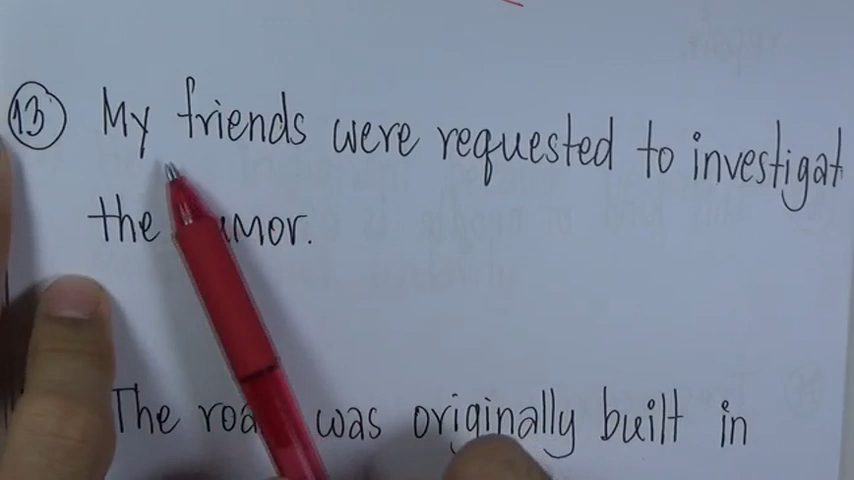 13 My friends were requested to investigat
the
The was originally built in